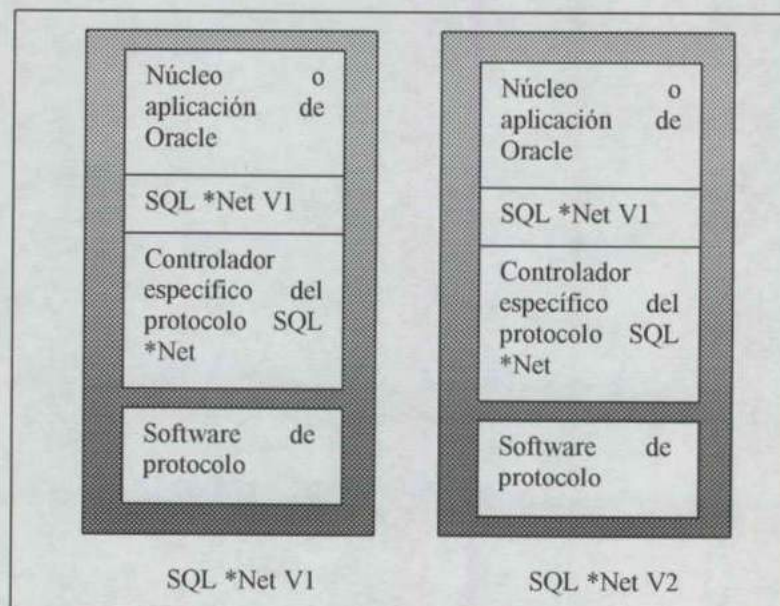 Núcleo o
aplicación de
Oracle
SQL *Net V1
Controlador
específico del
protocolo SQL
*Net
Software de
protocolo
SQL *Net V1
Núcleo o
aplicación de
Oracle
SQL *Net V1
Controlador
específico del
protocolo SQL
*Net
Software de
protocolo
SQL *Net V2